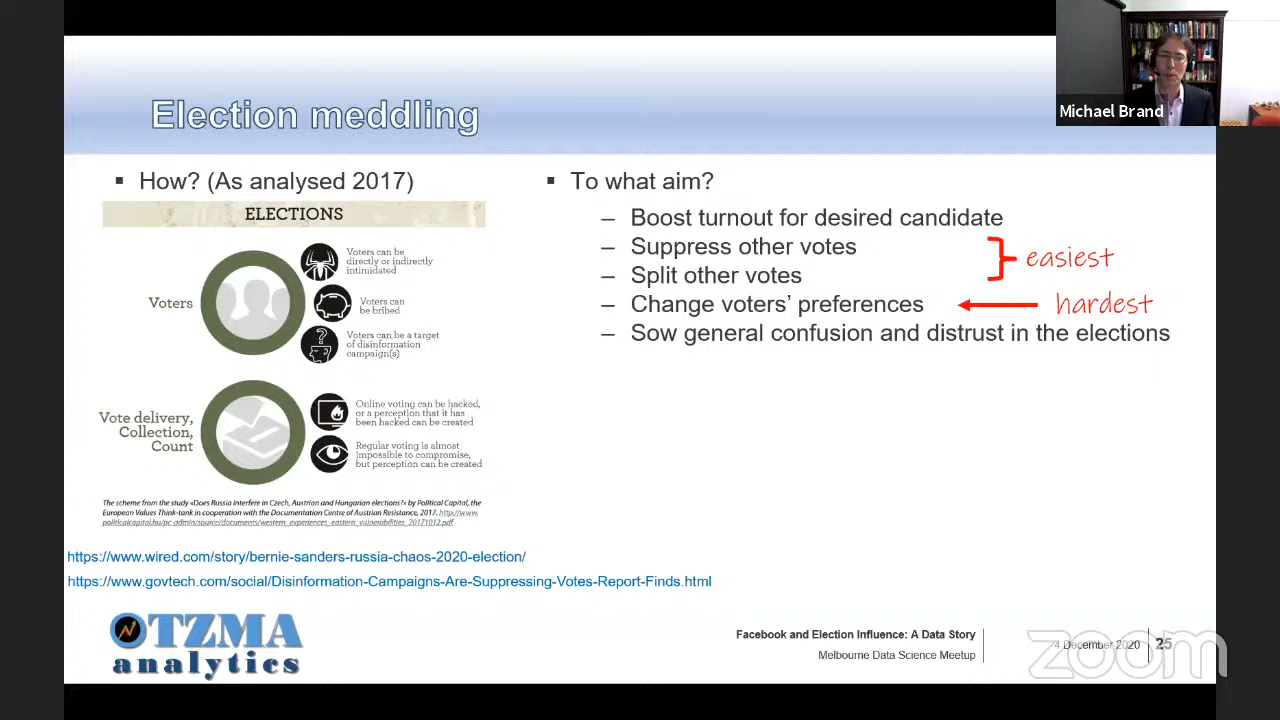 Michael Brand
Election meddling
▪ How? (As analysed 2017)
ELECTIONS
Voters
Voters can be
directly or indirectly
intimidated
Voters can
be bribed
Voters can be a target
of disinformation
campaign(s)
Vote delivery,
Collection,
Count
Online voting can be hacked,
or a perception that it has
been hacked can be created
Regular voting is almost
impossible to compromise,
but perception can be created
The scheme from the study «Does Russia interfere in Czech, Austrian and Hungarian elections?» by Political Capital, the
European Values Think-tank in cooperation with the Documentation Centre of Austrian Resistance, 2017. http://www.
politicalcapital.hu/pc-admin/source/documents/western_experiences_eastern_vulnerabilities_20171012.pdf
▪ To what aim?
– Boost turnout for desired candidate
– Suppress other votes
– Split other votes
easiest
– Change voters’ preferences
hardest
– Sow general confusion and distrust in the elections
https://www.wired.com/story/bernie-sanders-russia-chaos-2020-election/
https://www.govtech.com/social/Disinformation-Campaigns-Are-Suppressing-Votes-Report-Finds.html
OTZMA
analytics
Facebook and Election Influence: A Data Story
Melbourne Data Science Meetup
4 December 2020
25
zoom